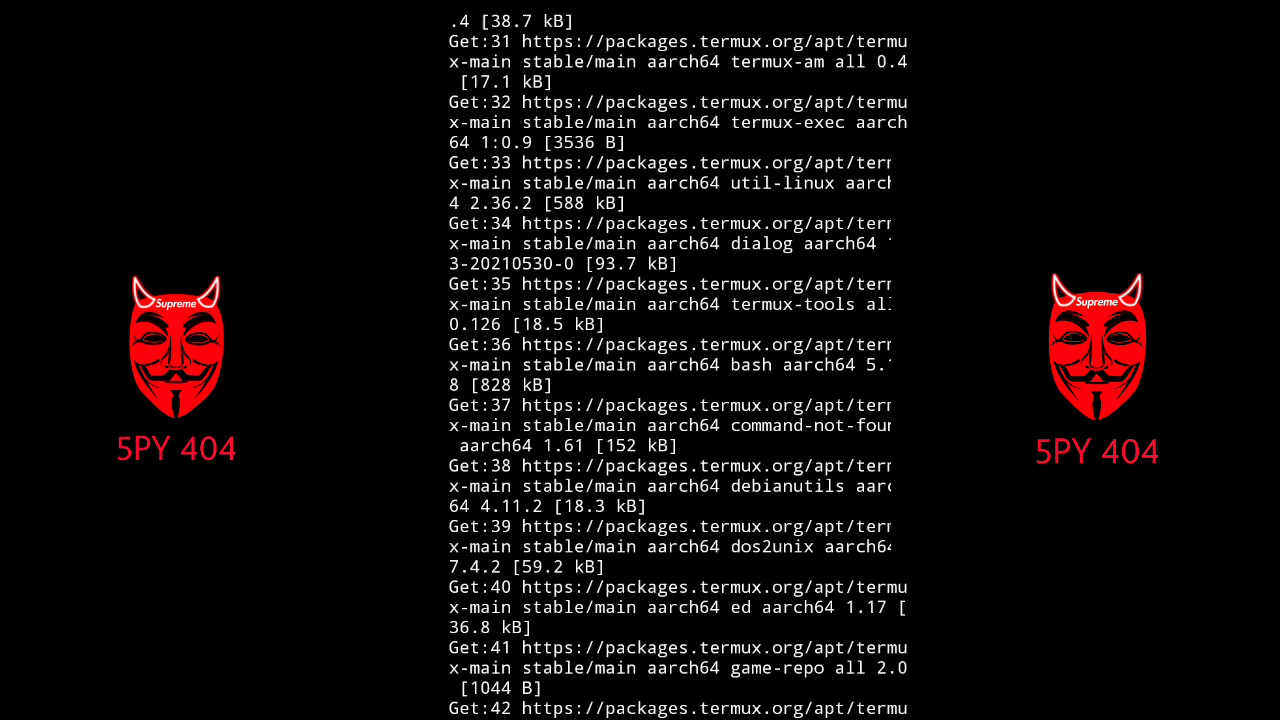 .4 [38.7 kB]
Get:31 https://packages.termux.org/apt/termu
x-main stable/main aarch64 termux-am all 0.4
[17.1 kB]
Get:32 https://packages.termux.org/apt/termu
x-main stable/main aarch64 termux-exec aarch
64 1:0.9 [3536 B]
Get:33 https://packages.termux.org/apt/ter
x-main stable/main aarch64 util-linux aarc
4 2.36.2 [588 kB]
Get:34 https://packages.termux.org/apt/ter
x-main stable/main aarch64 dialog aarch64
3-20210530-0 [93.7 kB]
Get:35 https://packages.termux.org/apt/ter
x-main stable/main aarch64 termux-tools all
0.126 [18.5 kB]
Get:36 https://packages.termux.org/apt/ter
x-main stable/main aarch64 bash aarch64 5.
8 [828 kB]
Get:37 https://packages.termux.org/apt/ter
x-main stable/main aarch64 command-not-fou
aarch64 1.61 [152 kB]
Get:38 https://packages.termux.org/apt/ter
x-main stable/main aarch64 debianutils aar
64 4.11.2 [18.3 kB]
Get:39 https://packages.termux.org/apt/ter
x-main stable/main aarch64 dos2unix aarch64
7.4.2 [59.2 kB]
Get:40 https://packages.termux.org/apt/termu
x-main stable/main aarch64 ed aarch64 1.17 [
36.8 kB]
Get:41 https://packages.termux.org/apt/termu
x-main stable/main aarch64 game-repo all 2.0
[1044 B]
Get:42 https://packages.termux.org/apt/termu
Supreme
5PY 404
Supreme
5PY 404